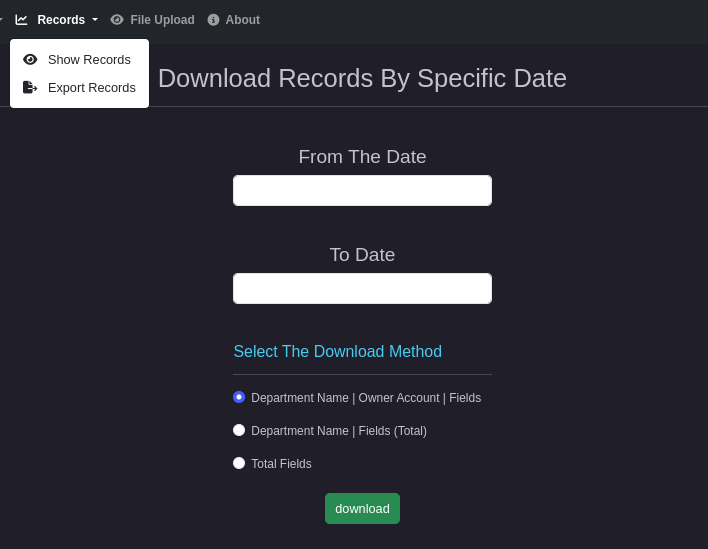 Records File Upload About
Show Records
Export Records
Download Records By Specific Date
From The Date
To Date
Select The Download Method
Department Name | Owner Account | Fields
Department Name | Fields (Total)
Total Fields
download